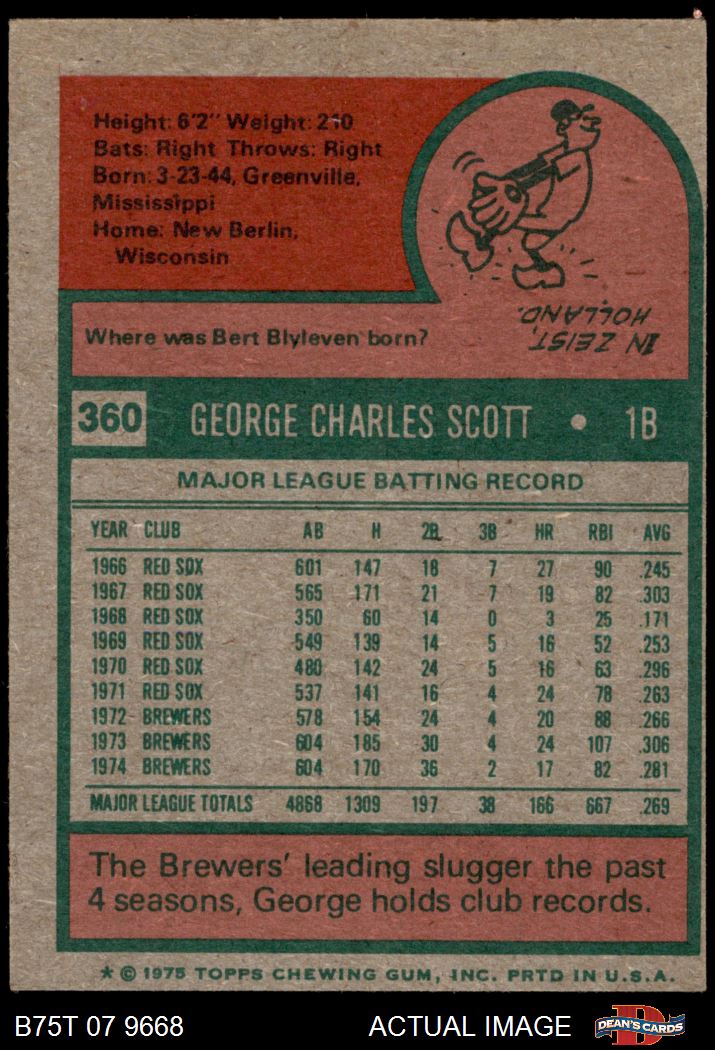 Height: 6'2" Weight: 210
Bats: Right Throws: Right
Born: 3-23-44, Greenville,
Mississippi
Home: New Berlin,
Wisconsin
Where was Bert Blyleven born?
IN ZEIST,
HOLLAND.
360 GEORGE CHARLES SCOTT • 1B
MAJOR LEAGUE BATTING RECORD
YEAR CLUB AB H 2B 3B HR RBI AVG
1966 RED SOX 601 147 18 7 27 90 .245
1967 RED SOX 565 171 21 7 19 82 .303
1968 RED SOX 350 60 14 0 3 25 .171
1969 RED SOX 549 139 14 5 16 52 .253
1970 RED SOX 480 142 24 5 16 63 .296
1971 RED SOX 537 141 16 4 24 78 .263
1972 BREWERS 578 154 24 4 20 88 .266
1973 BREWERS 604 185 30 4 24 107 .306
1974 BREWERS 604 170 36 2 17 82 .281
MAJOR LEAGUE TOTALS 4868 1309 197 38 166 667 .269
The Brewers' leading slugger the past
4 seasons, George holds club records.
* © 1975 TOPPS CHEWING GUM, INC. PRTD IN U.S.A.
B75T 07 9668 ACTUAL IMAGE D DEAN'S CARDS